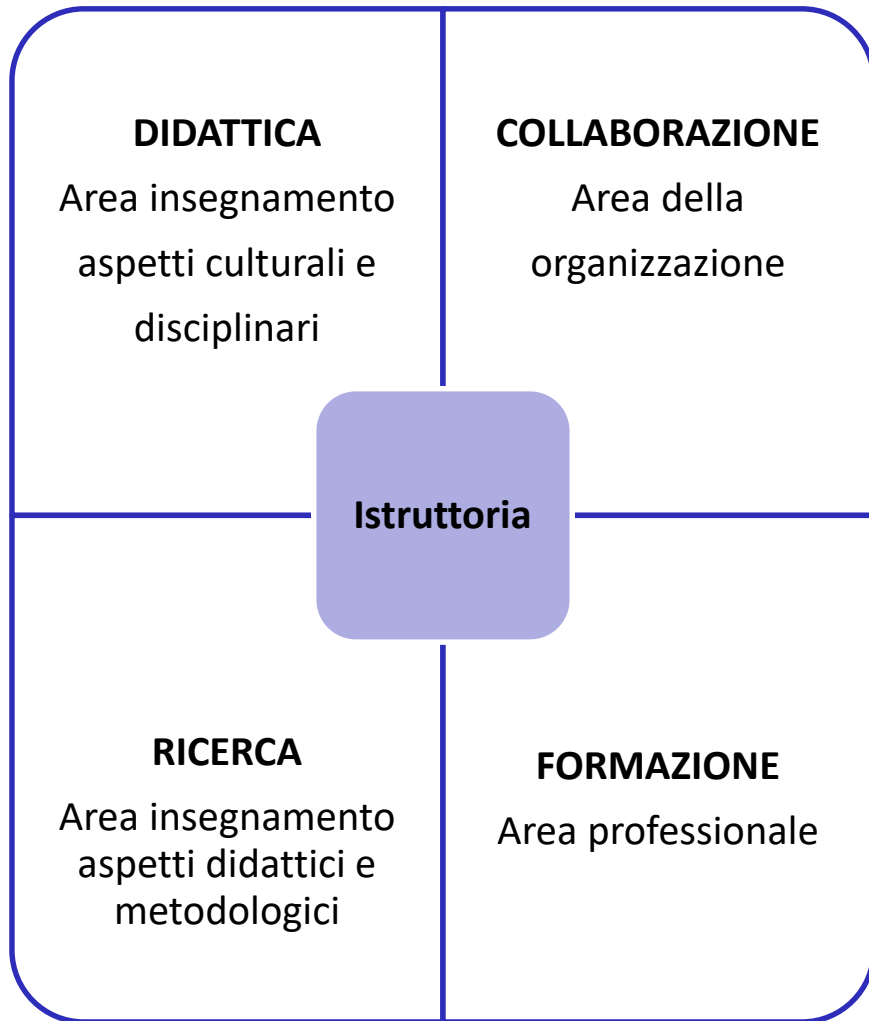 DIDATTICA
Area insegnamento
aspetti culturali e
disciplinari
COLLABORAZIONE
Area della
organizzazione
Istruttoria
RICERCA
Area insegnamento
aspetti didattici e
metodologici
FORMAZIONE
Area professionale